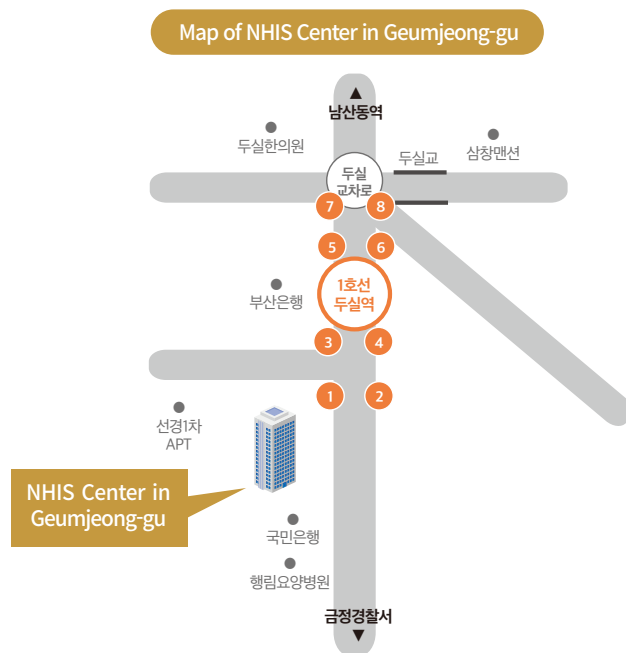 Map of NHIS Center in Geumjeong-gu
▲
남산동역
두실한의원
두실교
삼창맨션
두실
교차로
7
8
5
6
부산은행
1호선
두실역
3
4
1
2
선경1차
APT
NHIS Center in
Geumjeong-gu
국민은행
행림요양병원
금정경찰서
▼